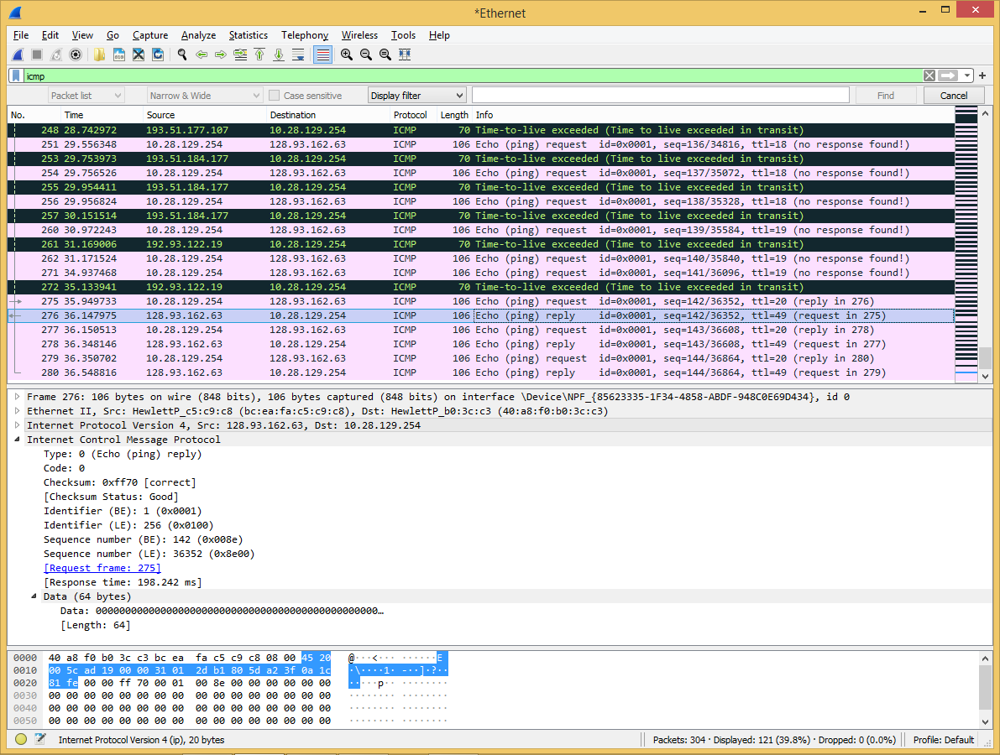 *Ethernet
File Edit View Go Capture Analyze Statistics Telephony Wireless Tools Help
icmp
Packet list Narrow & Wide Case sensitive Display filter Find Cancel
No. Time Source Destination Protocol Length Info
248 28.742972 193.51.177.107 10.28.129.254 ICMP 70 Time-to-live exceeded (Time to live exceeded in transit)
251 29.556348 10.28.129.254 128.93.162.63 ICMP 106 Echo (ping) request id=0x0001, seq=136/34816, ttl=18 (no response found!)
253 29.753973 193.51.184.177 10.28.129.254 ICMP 70 Time-to-live exceeded (Time to live exceeded in transit)
254 29.756526 10.28.129.254 128.93.162.63 ICMP 106 Echo (ping) request id=0x0001, seq=137/35072, ttl=18 (no response found!)
255 29.954411 193.51.184.177 10.28.129.254 ICMP 70 Time-to-live exceeded (Time to live exceeded in transit)
256 29.956824 10.28.129.254 128.93.162.63 ICMP 106 Echo (ping) request id=0x0001, seq=138/35328, ttl=18 (no response found!)
257 30.151514 193.51.184.177 10.28.129.254 ICMP 70 Time-to-live exceeded (Time to live exceeded in transit)
260 30.972243 10.28.129.254 128.93.162.63 ICMP 106 Echo (ping) request id=0x0001, seq=139/35584, ttl=19 (no response found!)
261 31.169006 192.93.122.19 10.28.129.254 ICMP 70 Time-to-live exceeded (Time to live exceeded in transit)
262 31.171524 10.28.129.254 128.93.162.63 ICMP 106 Echo (ping) request id=0x0001, seq=140/35840, ttl=19 (no response found!)
271 34.937468 10.28.129.254 128.93.162.63 ICMP 106 Echo (ping) request id=0x0001, seq=141/36096, ttl=19 (no response found!)
272 35.133941 192.93.122.19 10.28.129.254 ICMP 70 Time-to-live exceeded (Time to live exceeded in transit)
275 35.949733 10.28.129.254 128.93.162.63 ICMP 106 Echo (ping) request id=0x0001, seq=142/36352, ttl=20 (reply in 276)
276 36.147975 128.93.162.63 10.28.129.254 ICMP 106 Echo (ping) reply id=0x0001, seq=142/36352, ttl=49 (request in 275)
277 36.150513 10.28.129.254 128.93.162.63 ICMP 106 Echo (ping) request id=0x0001, seq=143/36608, ttl=20 (reply in 278)
278 36.348146 128.93.162.63 10.28.129.254 ICMP 106 Echo (ping) reply id=0x0001, seq=143/36608, ttl=49 (request in 277)
279 36.350702 10.28.129.254 128.93.162.63 ICMP 106 Echo (ping) request id=0x0001, seq=144/36864, ttl=20 (reply in 280)
280 36.548816 128.93.162.63 10.28.129.254 ICMP 106 Echo (ping) reply id=0x0001, seq=144/36864, ttl=49 (request in 279)
Frame 276: 106 bytes on wire (848 bits), 106 bytes captured (848 bits) on interface \Device\NPF_{85623335-1F34-4858-ABDF-948C0E69D434}, id 0
Ethernet II, Src: HewlettP_c5:c9:c8 (bc:ea:fa:c5:c9:c8), Dst: HewlettP_b0:3c:c3 (40:a8:f0:b0:3c:c3)
Internet Protocol Version 4, Src: 128.93.162.63, Dst: 10.28.129.254
Internet Control Message Protocol
Type: 0 (Echo (ping) reply)
Code: 0
Checksum: 0xff70 [correct]
[Checksum Status: Good]
Identifier (BE): 1 (0x0001)
Identifier (LE): 256 (0x0100)
Sequence number (BE): 142 (0x008e)
Sequence number (LE): 36352 (0x8e00)
[Request frame: 275]
[Response time: 198.242 ms]
Data (64 bytes)
Data: 000000000000000000000000000000000000000000000000…
[Length: 64]
0000 40 a8 f0 b0 3c c3 bc ea fa c5 c9 c8 08 00 45 20 @···<··· ······E
0010 00 5c ad 19 00 00 31 01 2d b1 80 5d a2 3f 0a 1c ·\····1· -··]·?··
0020 81 fe 00 00 ff 70 00 01 00 8e 00 00 00 00 00 00 ·····p·· ········
0030 00 00 00 00 00 00 00 00 00 00 00 00 00 00 00 00 ········ ········
0040 00 00 00 00 00 00 00 00 00 00 00 00 00 00 00 00 ········ ········
0050 00 00 00 00 00 00 00 00 00 00 00 00 00 00 00 00 ········ ········
Internet Protocol Version 4 (ip), 20 bytes Packets: 304 · Displayed: 121 (39.8%) · Dropped: 0 (0.0%) Profile: Default